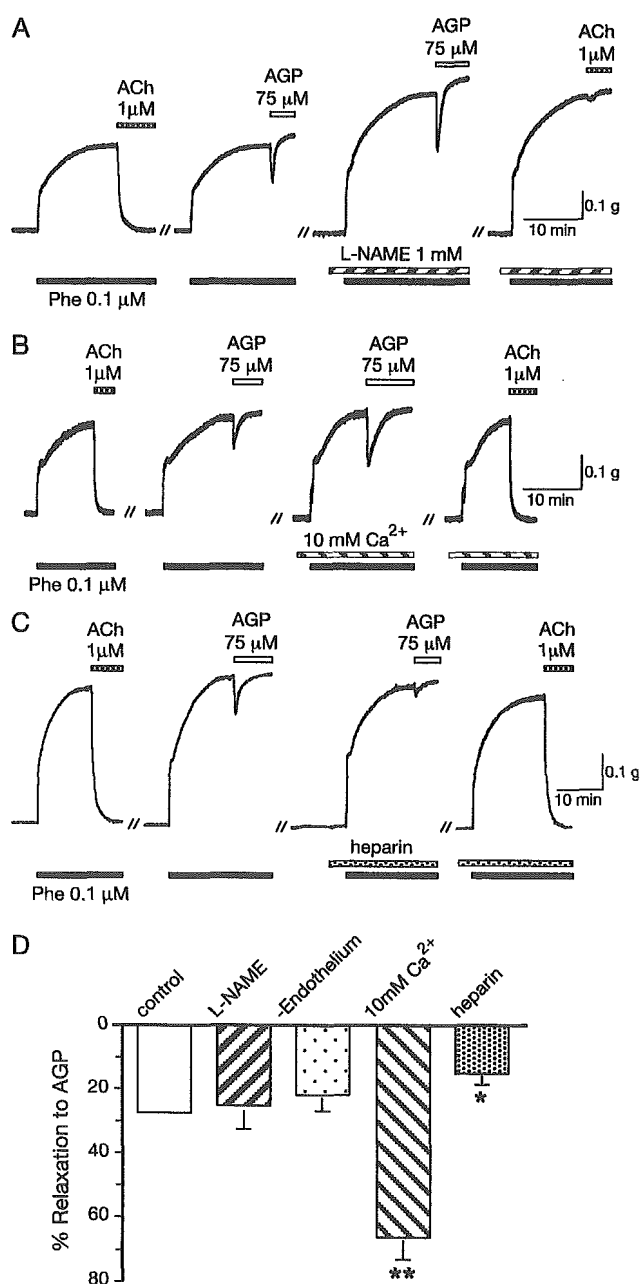 A
ACh
1μM
AGP
75 μM
AGP
75 μM
ACh
1μM
0.1 g
10 min
L-NAME 1 mM
Phe 0.1 μM
B
ACh
1μM
AGP
75 μM
AGP
75 μM
ACh
1μM
0.1 g
10 min
10 mM Ca2+
Phe 0.1 μM
C
ACh
1μM
AGP
75 μM
AGP
75 μM
ACh
1μM
0.1 g
10 min
heparin
Phe 0.1 μM
D
control
L-NAME
-Endothelium
10mM Ca2+
heparin
% Relaxation to AGP
0
20
40
60
80
*
**